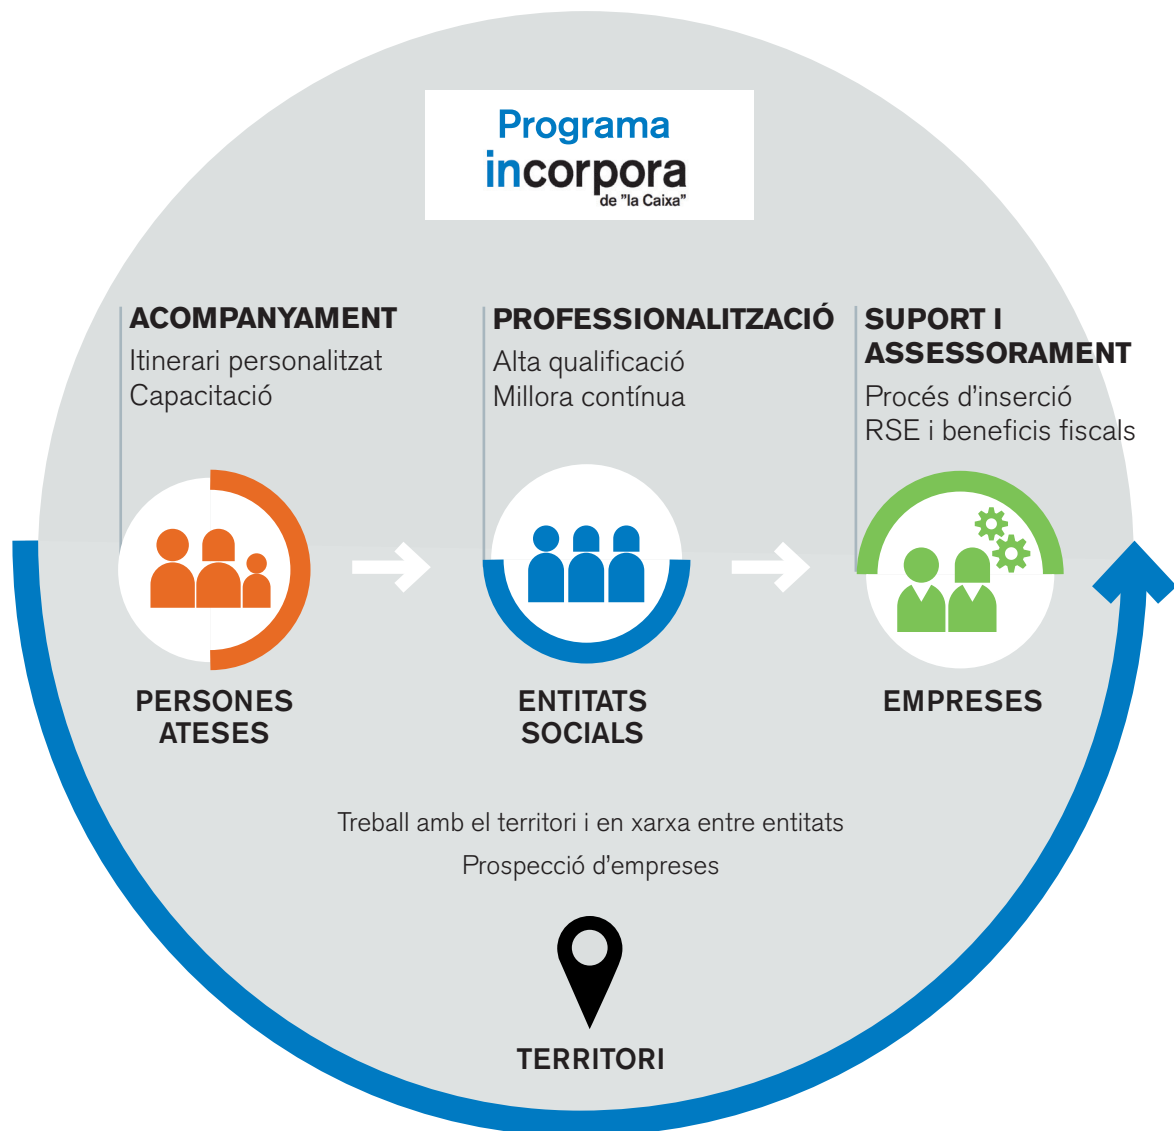 Programa
incorpora
de "la Caixa"
ACOMPANYAMENT
Itinerari personalitzat
Capacitació
PROFESSIONALITZACIÓ
Alta qualificació
Millora contínua
SUPORT I
ASSESSORAMENT
Procés d'inserció
RSE i beneficis fiscals
PERSONES
ATESES
ENTITATS
SOCIALS
EMPRESES
Treball amb el territori i en xarxa entre entitats
Prospecció d'empreses
TERRITORI